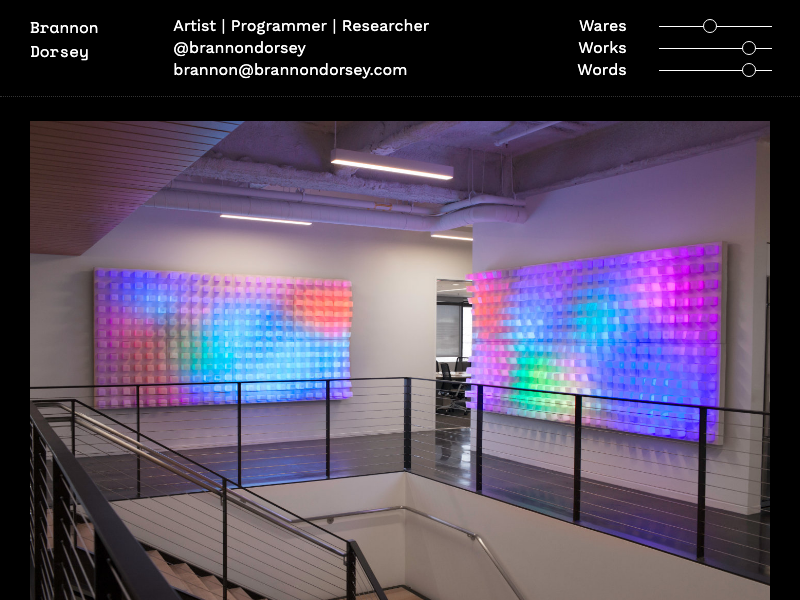 Brannon
Dorsey
Artist | Programmer | Researcher
@brannondorsey
brannon@brannondorsey.com
Wares
Works
Words